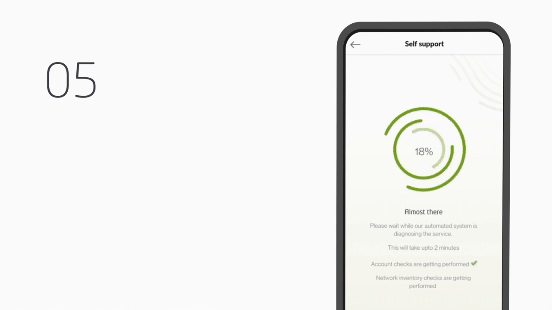 05
Self support
18%
Almost there
Please wait while our automated system is
diagnosing the service.
This will take upto 2 minutes
Account checks are getting performed
Network inventory checks are getting
performed